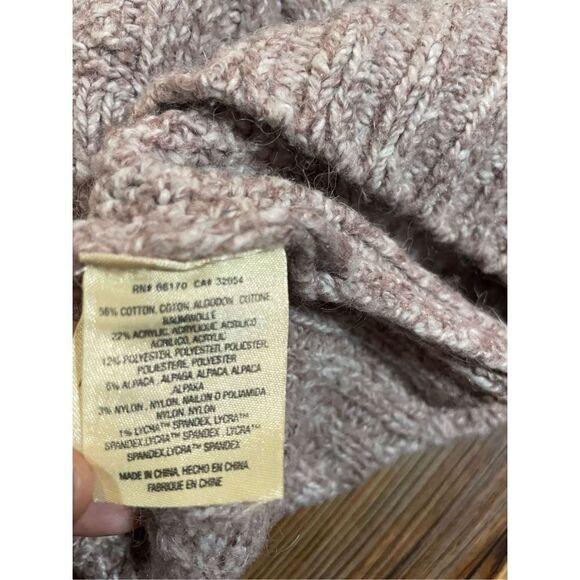 RN# 66170 CA# 32054
56% COTTON, COTON, ALGODON, COTONE
BAUMWOLLE
22% ACRYLIC, ACRYLIQUE, ACRILICO
ACRILICO, ACRYL
12% POLYESTER, POLYESTER, POLIESTER,
POLIESTERE, POLYESTER
6% ALPACA, ALPAGA, ALPACA, ALPACA
ALPAKA
3% NYLON, NYLON, NAILON O POLIAMIDA
NYLON, NYLON
1% LYCRA™ SPANDEX, LYCRA™
SPANDEX,LYCRA™ SPANDEX , LYCRA™
SPANDEX,LYCRA™ SPANDEX
MADE IN CHINA, HECHO EN CHINA
FABRIQUE EN CHINE